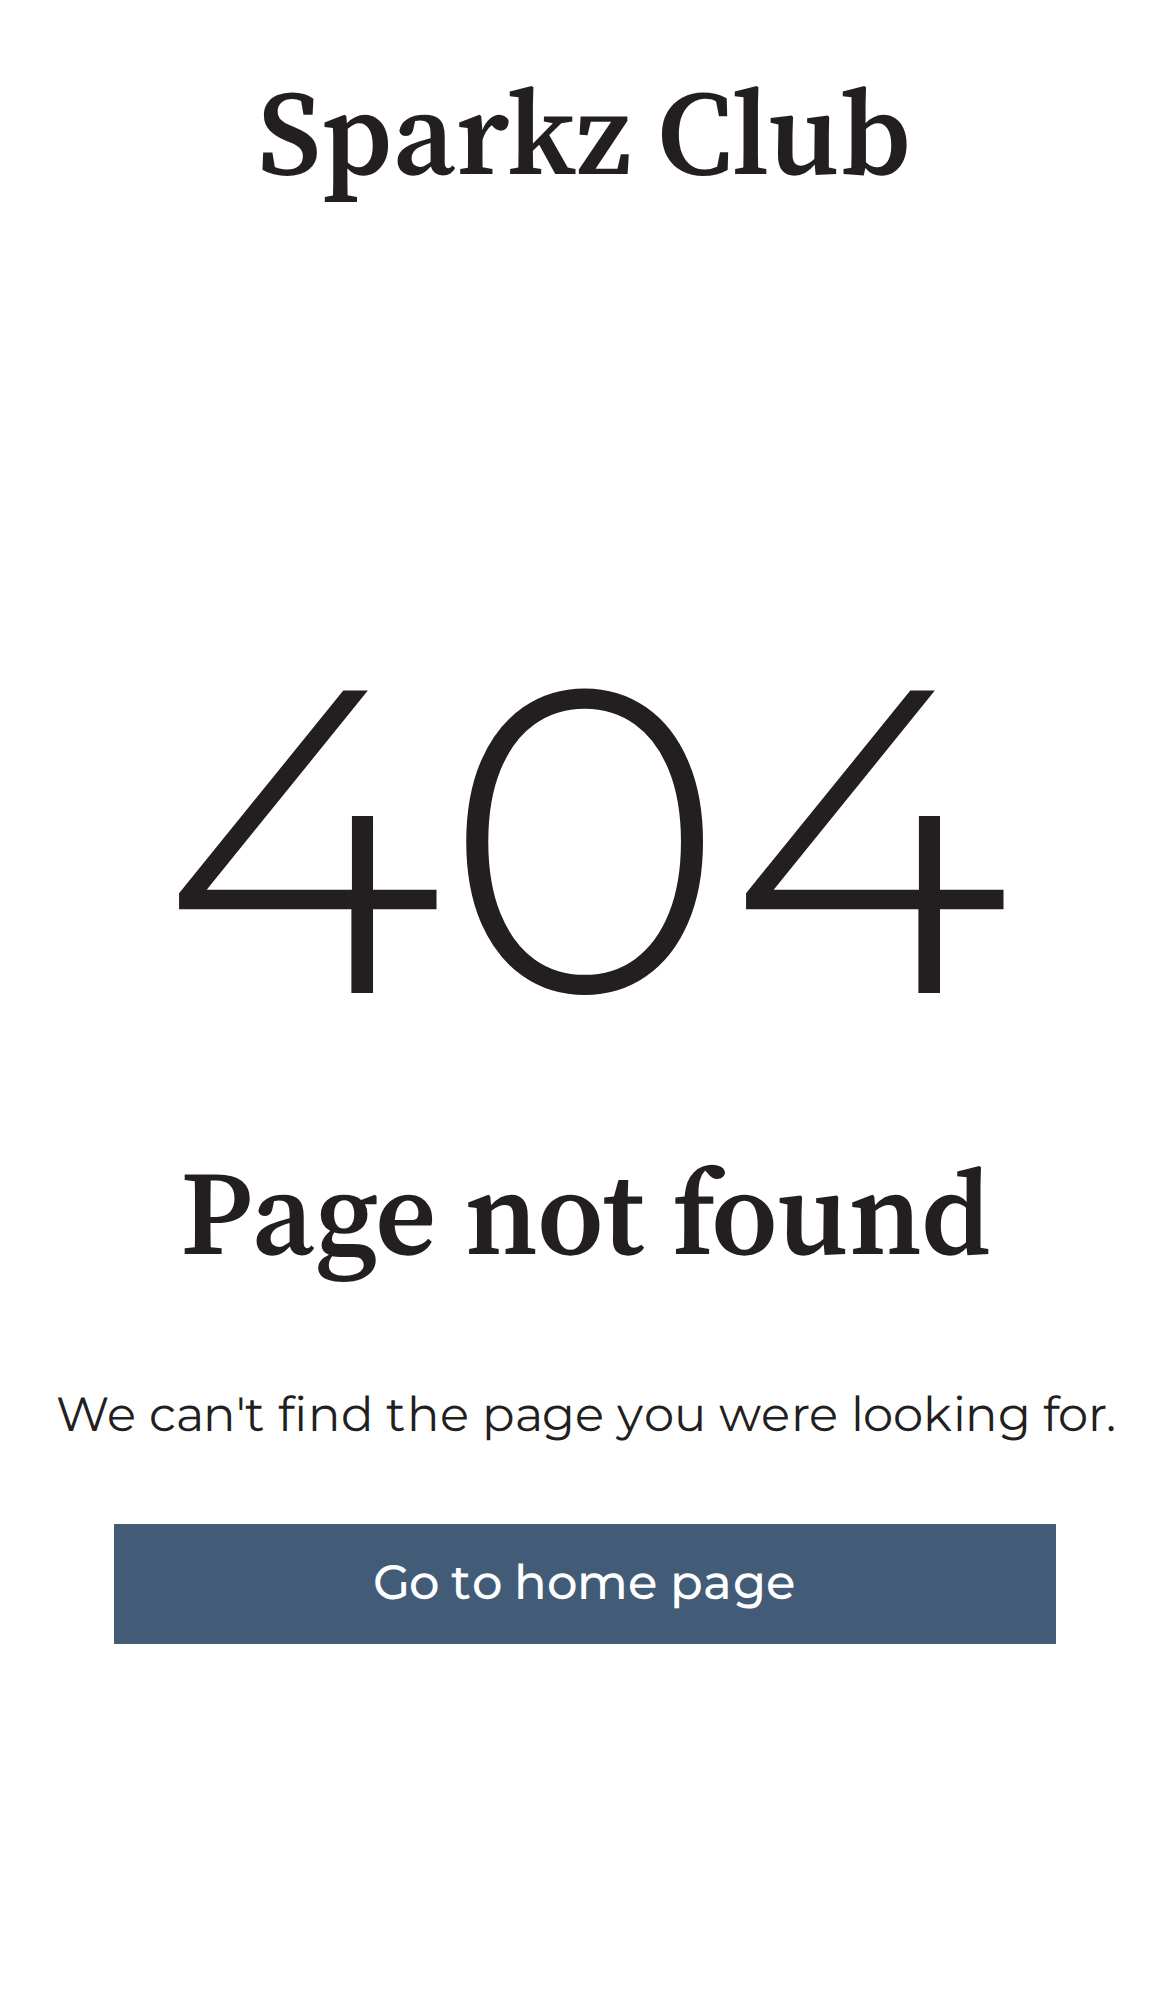 Sparkz Club
404
Page not found
We can't find the page you were looking for.
Go to home page